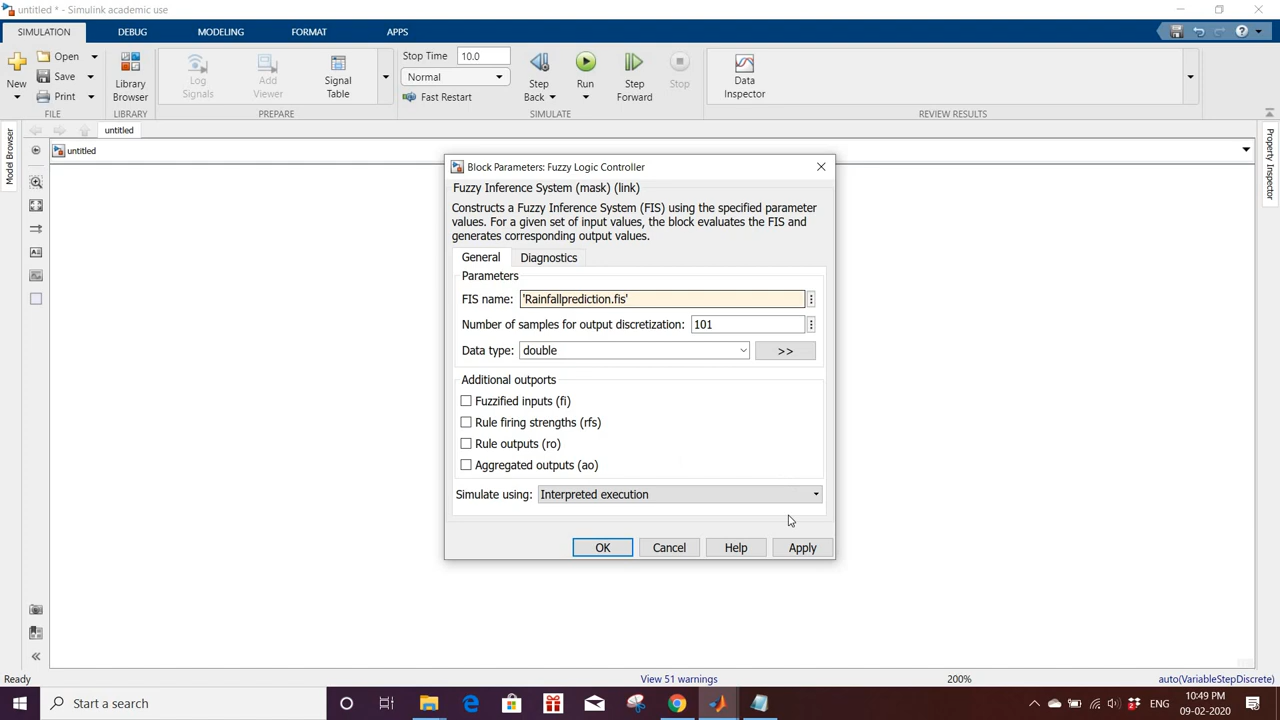 untitled * - Simulink academic use
SIMULATION DEBUG MODELING FORMAT APPS
New
Open
Save
Print
FILE
Library
Browser
LIBRARY
Log
Signals
Add
Viewer
Signal
Table
PREPARE
Stop Time 10.0
Normal
Fast Restart
Step
Back
Run
Step
Forward
Stop
SIMULATE
Data
Inspector
REVIEW RESULTS
untitled
untitled
Model Browser
Property Inspector
Block Parameters: Fuzzy Logic Controller
Fuzzy Inference System (mask) (link)
Constructs a Fuzzy Inference System (FIS) using the specified parameter
values. For a given set of input values, the block evaluates the FIS and
generates corresponding output values.
General Diagnostics
Parameters
FIS name: 'Rainfallprediction.fis'
Number of samples for output discretization: 101
Data type: double >>
Additional outports
Fuzzified inputs (fi)
Rule firing strengths (rfs)
Rule outputs (ro)
Aggregated outputs (ao)
Simulate using: Interpreted execution
OK Cancel Help Apply
Ready View 51 warnings 200% auto(VariableStepDiscrete)
Start a search
ENG
10:49 PM
09-02-2020